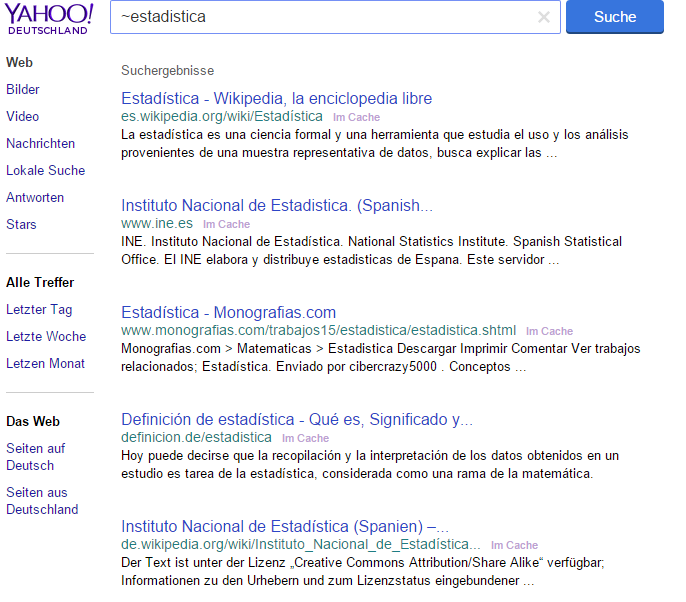 YAHOO!
DEUTSCHLAND
~estadistica
Suche
Web
Bilder
Video
Nachrichten
Lokale Suche
Antworten
Stars
Alle Treffer
Letzter Tag
Letzte Woche
Letzen Monat
Das Web
Seiten auf
Deutsch
Seiten aus
Deutschland
Suchergebnisse
Estadística - Wikipedia, la enciclopedia libre
es.wikipedia.org/wiki/Estadística Im Cache
La estadística es una ciencia formal y una herramienta que estudia el uso y los análisis
provenientes de una muestra representativa de datos, busca explicar las ...
Instituto Nacional de Estadistica. (Spanish...
www.ine.es Im Cache
INE. Instituto Nacional de Estadística. National Statistics Institute. Spanish Statistical
Office. El INE elabora y distribuye estadisticas de Espana. Este servidor ...
Estadística - Monografias.com
www.monografias.com/trabajos15/estadistica/estadistica.shtml Im Cache
Monografias.com > Matematicas > Estadistica Descargar Imprimir Comentar Ver trabajos
relacionados; Estadística. Enviado por cibercrazy5000 . Conceptos ...
Definición de estadística - Qué es, Significado y...
definicion.de/estadistica Im Cache
Hoy puede decirse que la recopilación y la interpretación de los datos obtenidos en un
estudio es tarea de la estadística, considerada como una rama de la matemática.
Instituto Nacional de Estadística (Spanien) –...
de.wikipedia.org/wiki/Instituto_Nacional_de_Estadística... Im Cache
Der Text ist unter der Lizenz „Creative Commons Attribution/Share Alike“ verfügbar;
Informationen zu den Urhebern und zum Lizenzstatus eingebundener ...